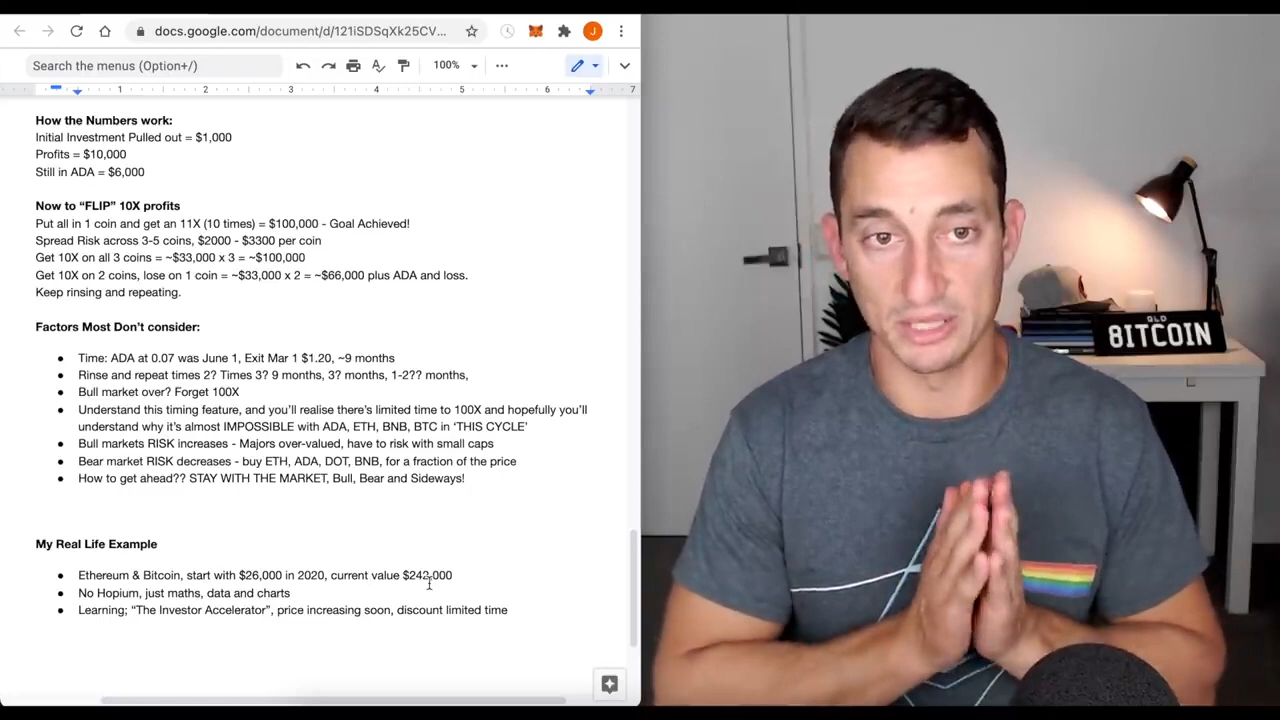 docs.google.com/document/d/121iSDSqXk25CV...
J
Search the menus (Option+/)
100%
1 2 3 4 5 6 7
How the Numbers work:
Initial Investment Pulled out = $1,000
Profits = $10,000
Still in ADA = $6,000
Now to “FLIP” 10X profits
Put all in 1 coin and get an 11X (10 times) = $100,000 - Goal Achieved!
Spread Risk across 3-5 coins, $2000 - $3300 per coin
Get 10X on all 3 coins = ~$33,000 x 3 = ~$100,000
Get 10X on 2 coins, lose on 1 coin = ~$33,000 x 2 = ~$66,000 plus ADA and loss.
Keep rinsing and repeating.
Factors Most Don’t consider:
● Time: ADA at 0.07 was June 1, Exit Mar 1 $1.20, ~9 months
● Rinse and repeat times 2? Times 3? 9 months, 3? months, 1-2?? months,
● Bull market over? Forget 100X
● Understand this timing feature, and you’ll realise there’s limited time to 100X and hopefully you’ll
understand why it’s almost IMPOSSIBLE with ADA, ETH, BNB, BTC in ‘THIS CYCLE’
● Bull markets RISK increases - Majors over-valued, have to risk with small caps
● Bear market RISK decreases - buy ETH, ADA, DOT, BNB, for a fraction of the price
● How to get ahead?? STAY WITH THE MARKET, Bull, Bear and Sideways!
My Real Life Example
● Ethereum & Bitcoin, start with $26,000 in 2020, current value $242,000
● No Hopium, just maths, data and charts
● Learning; “The Investor Accelerator”, price increasing soon, discount limited time
QLD
BITCOIN